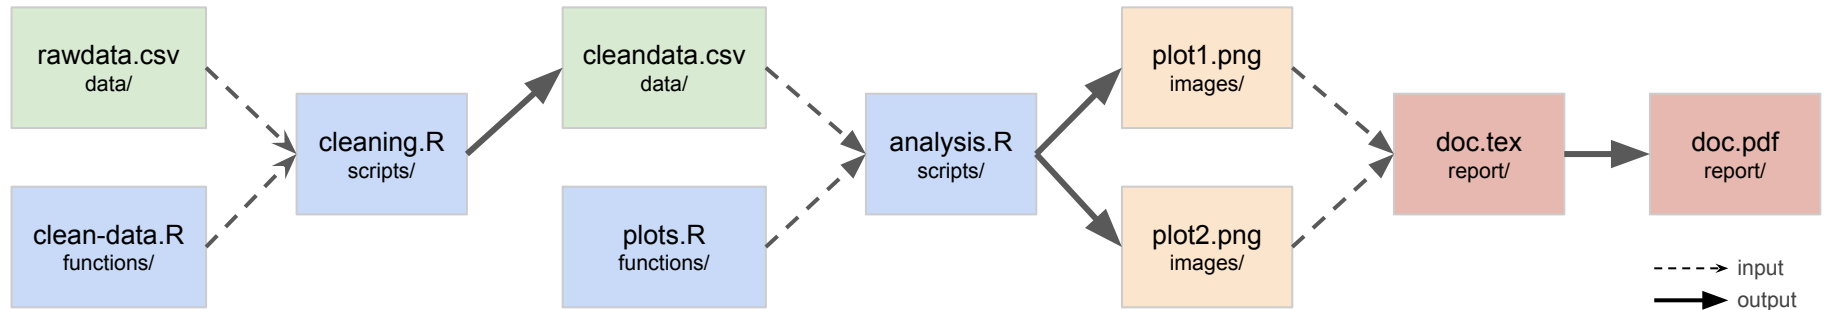 rawdata.csv
data/
clean-data.R
functions/
cleaning.R
scripts/
cleandata.csv
data/
plots.R
functions/
analysis.R
scripts/
plot1.png
images/
plot2.png
images/
doc.tex
report/
doc.pdf
report/
input
output